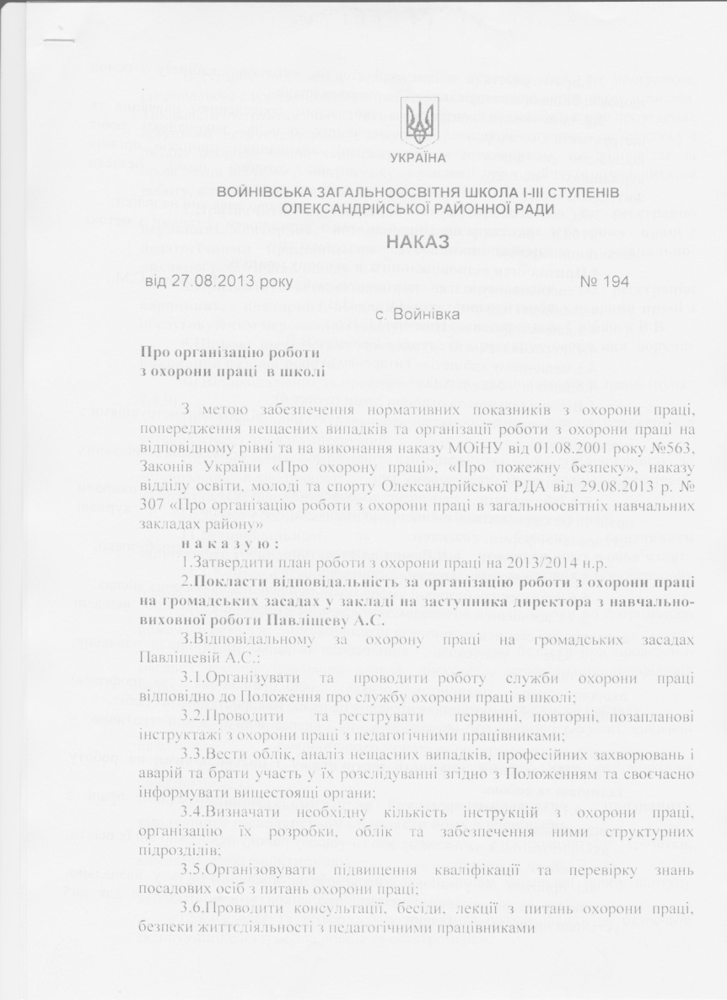 УКРАЇНА
ВОЙНІВСЬКА ЗАГАЛЬНООСВІТНЯ ШКОЛА І-ІІІ СТУПЕНІВ
ОЛЕКСАНДРІЙСЬКОЇ РАЙОННОЇ РАДИ
НАКАЗ
від 27.08.2013 року № 194
с. Войнівка
Про організацію роботи
з охорони праці в школі
З метою забезпечення нормативних показників з охорони праці,
попередження нещасних випадків та організації роботи з охорони праці на
відповідному рівні та на виконання наказу МОіНУ від 01.08.2001 року №563,
Законів України «Про охорону праці», «Про пожежну безпеку», наказу
відділу освіти, молоді та спорту Олександрійської РДА від 29.08.2013 р. №
307 «Про організацію роботи з охорони праці в загальноосвітніх навчальних
закладах району»
н а к а з у ю :
1.Затвердити план роботи з охорони праці на 2013/2014 н.р.
2.Покласти відповідальність за організацію роботи з охорони праці
на громадських засадах у закладі на заступника директора з навчально-
виховної роботи Павліщеву А.С.
3.Відповідальному за охорону праці на громадських засадах
Павліщевій А.С.:
3.1.Організувати та проводити роботу служби охорони праці
відповідно до Положення про службу охорони праці в школі;
3.2.Проводити та реєструвати первинні, повторні, позапланові
інструктажі з охорони праці з педагогічними працівниками;
3.3.Вести облік, аналіз нещасних випадків, професійних захворювань і
аварій та брати участь у їх розслідуванні згідно з Положенням та своєчасно
інформувати вищестоящі органи;
3.4.Визначати необхідну кількість інструкцій з охорони праці,
організацію їх розробки, облік та забезпечення ними структурних
підрозділів;
3.5.Організовувати підвищення кваліфікації та перевірку знань
посадових осіб з питань охорони праці;
3.6.Проводити консультації, бесіди, лекції з питань охорони праці,
безпеки життєдіяльності з педагогічними працівниками